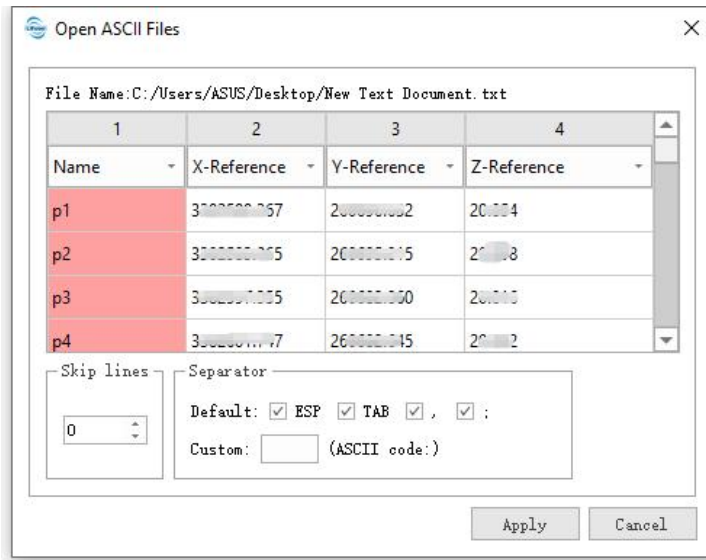 Open ASCII Files
File Name:C:/Users/ASUS/Desktop/New Text Document.txt
1 2 3 4
Name X-Reference Y-Reference Z-Reference
p1
p2
p3
p4
Skip lines Separator
Default: ESP TAB , ;
0
Custom: (ASCII code:)
Apply Cancel